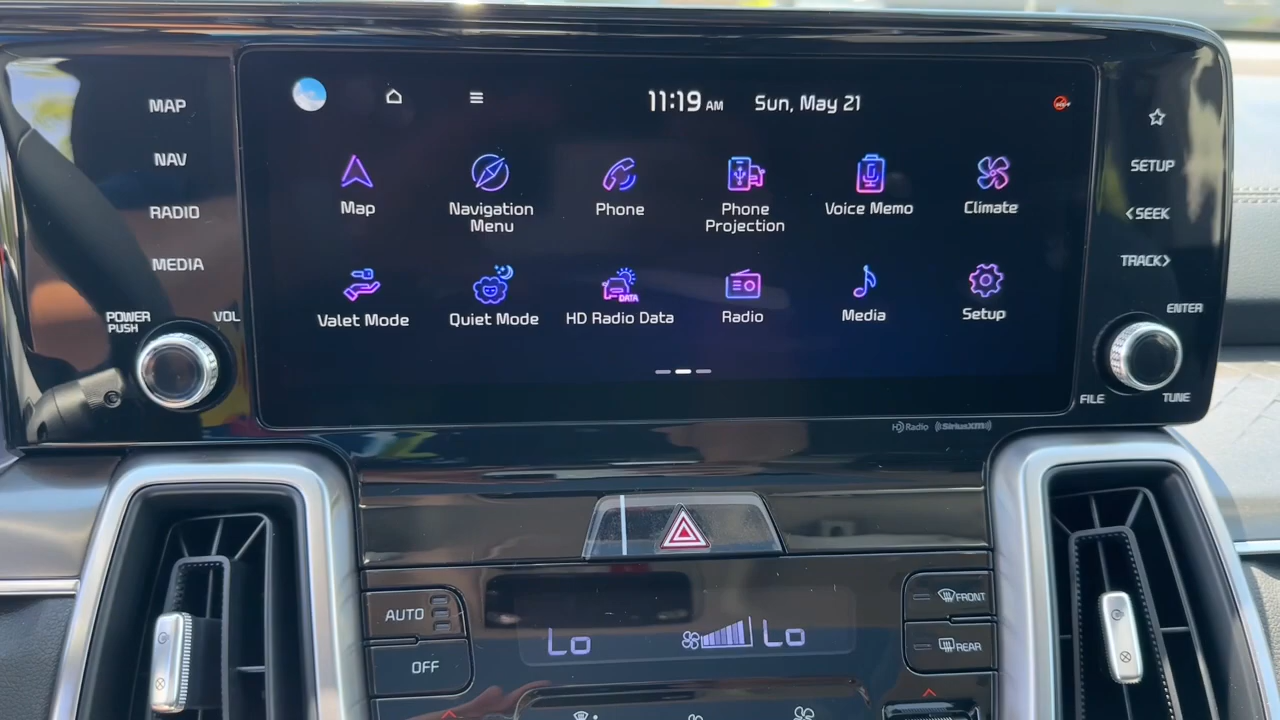 MAP
NAV
RADIO
MEDIA
POWER
PUSH
VOL
11:19 AM Sun, May 21
Map
Navigation
Menu
Phone
Phone
Projection
Voice Memo
Climate
Valet Mode
Quiet Mode
DATA
HD Radio Data
Radio
Media
Setup
SETUP
<SEEK
TRACK>
ENTER
FILE
TUNE
HD Radio
((SiriusXM))
AUTO
OFF
Lo
Lo
FRONT
REAR